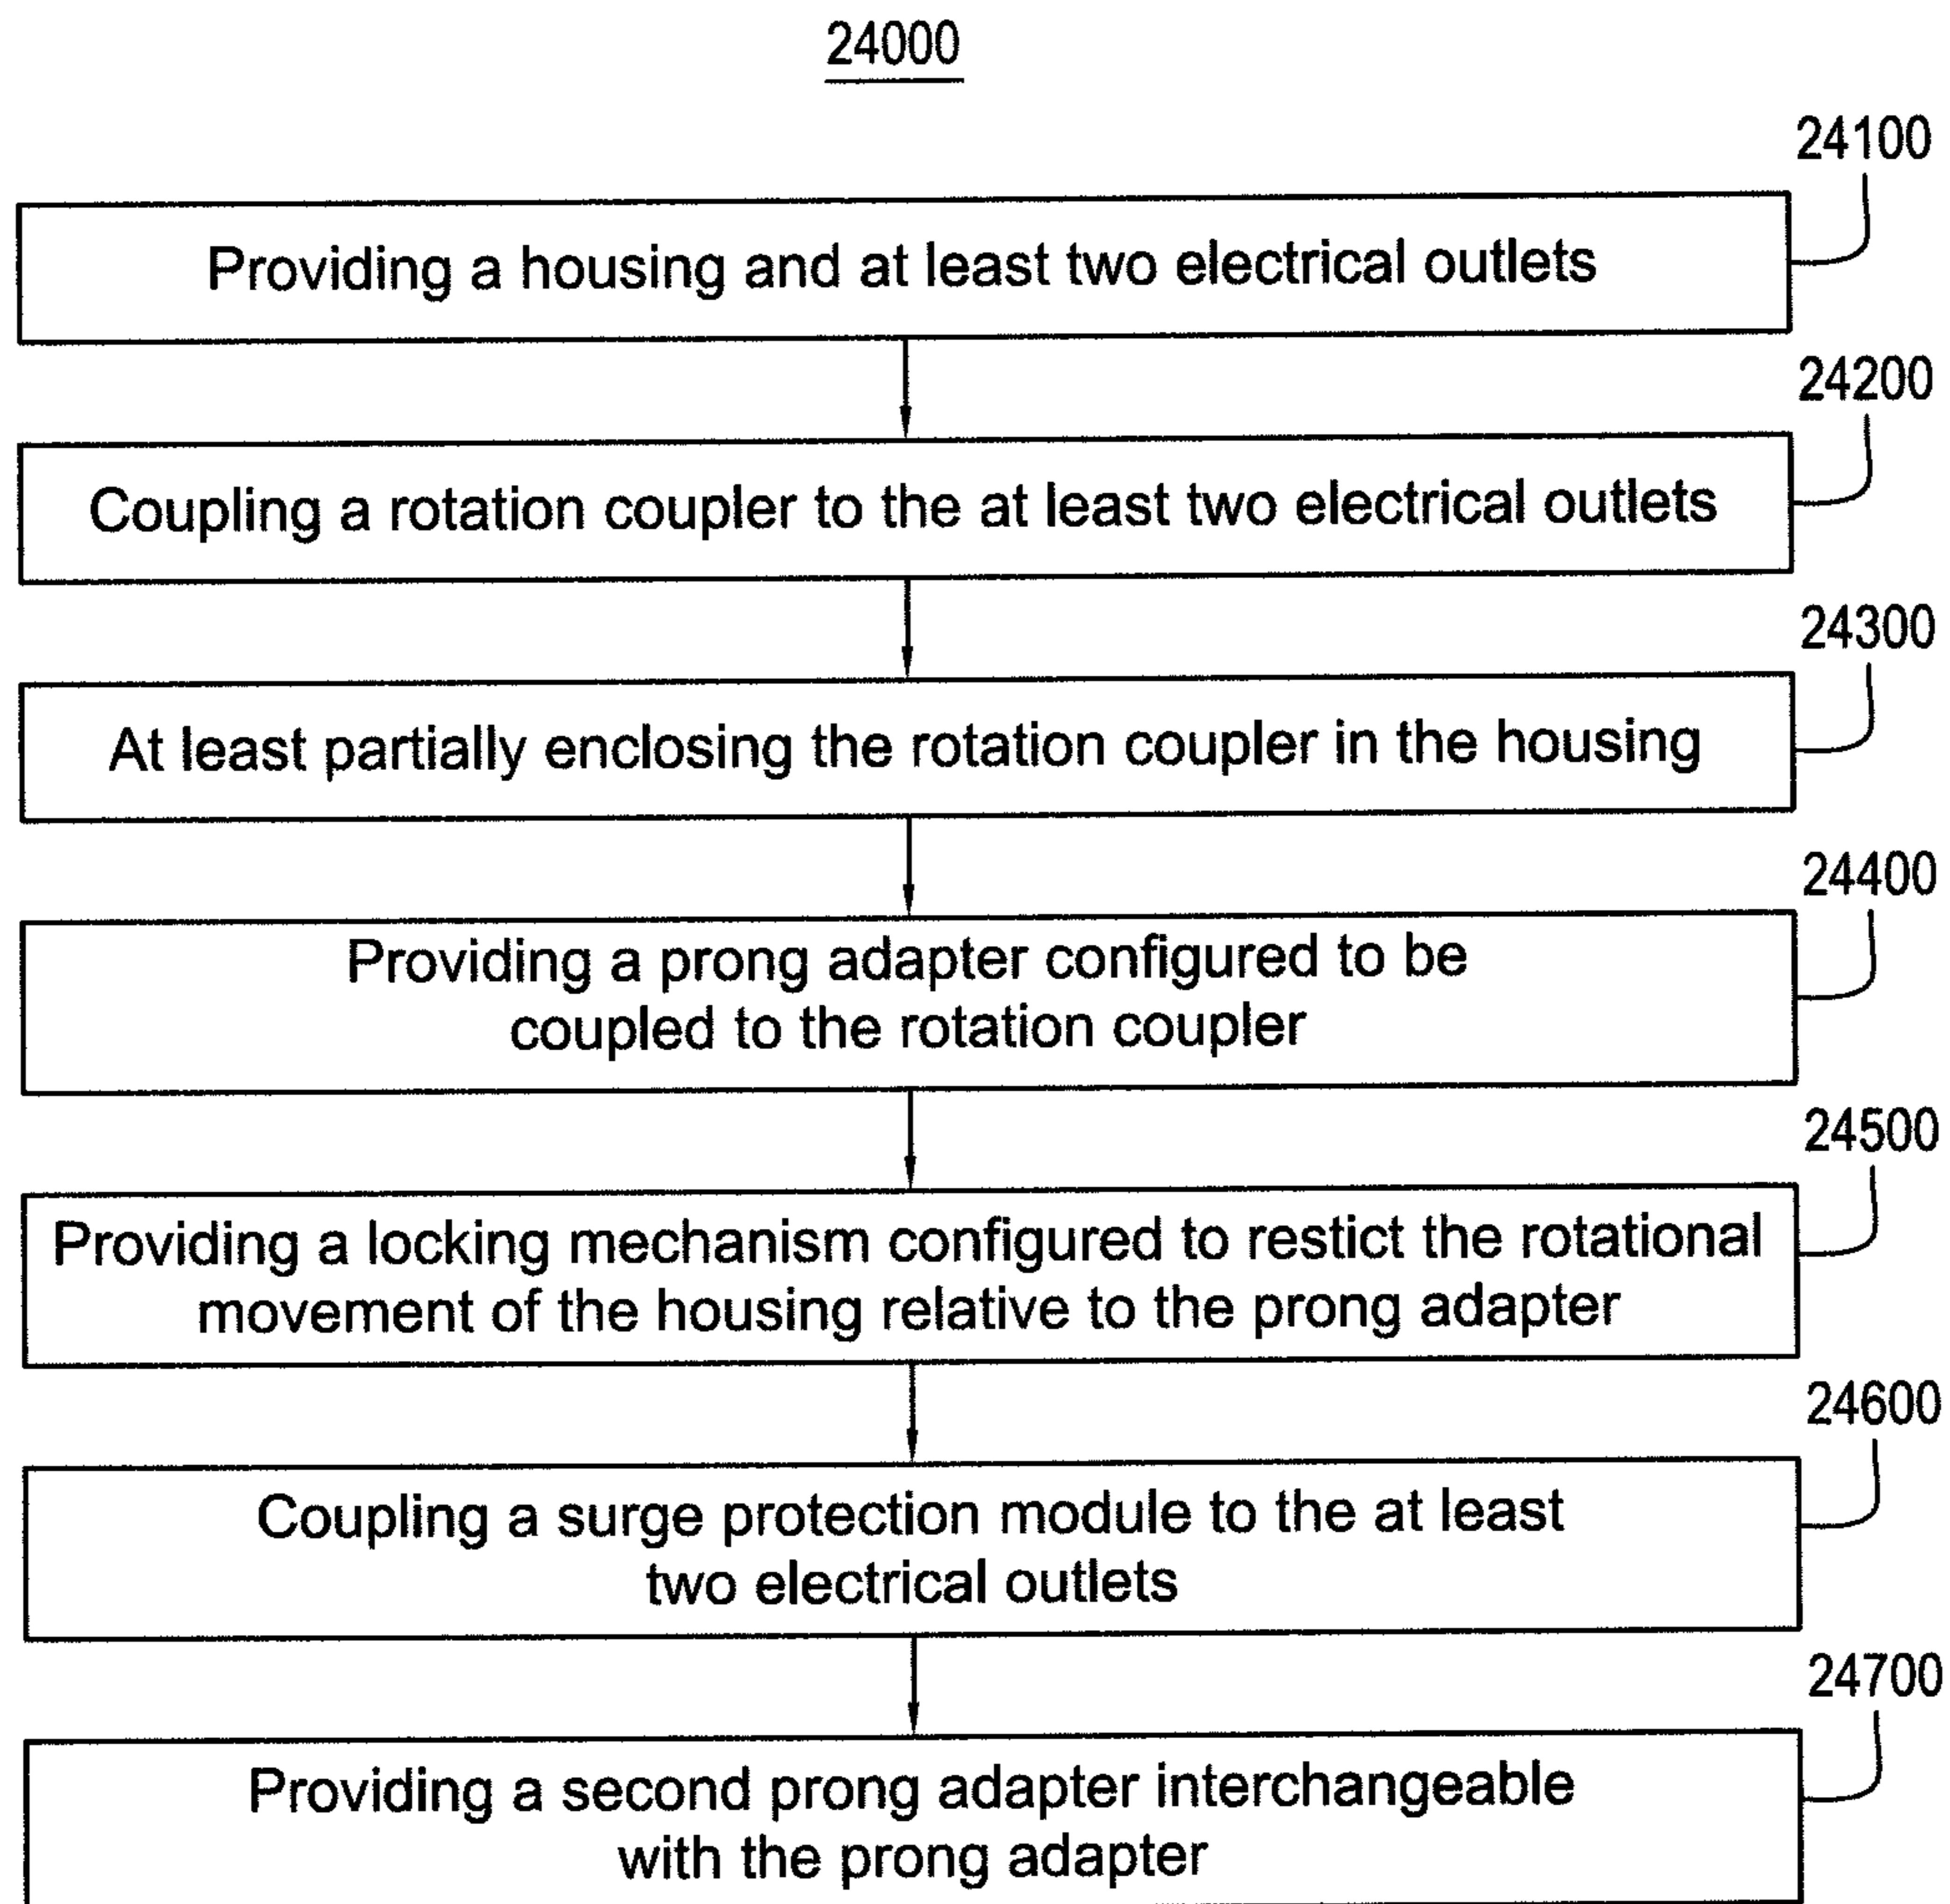 24000
24100
Providing a housing and at least two electrical outlets
24200
Coupling a rotation coupler to the at least two electrical outlets
24300
At least partially enclosing the rotation coupler in the housing
24400
Providing a prong adapter configured to be
coupled to the rotation coupler
24500
Providing a locking mechanism configured to restict the rotational
movement of the housing relative to the prong adapter
24600
Coupling a surge protection module to the at least
two electrical outlets
24700
Providing a second prong adapter interchangeable
with the prong adapter